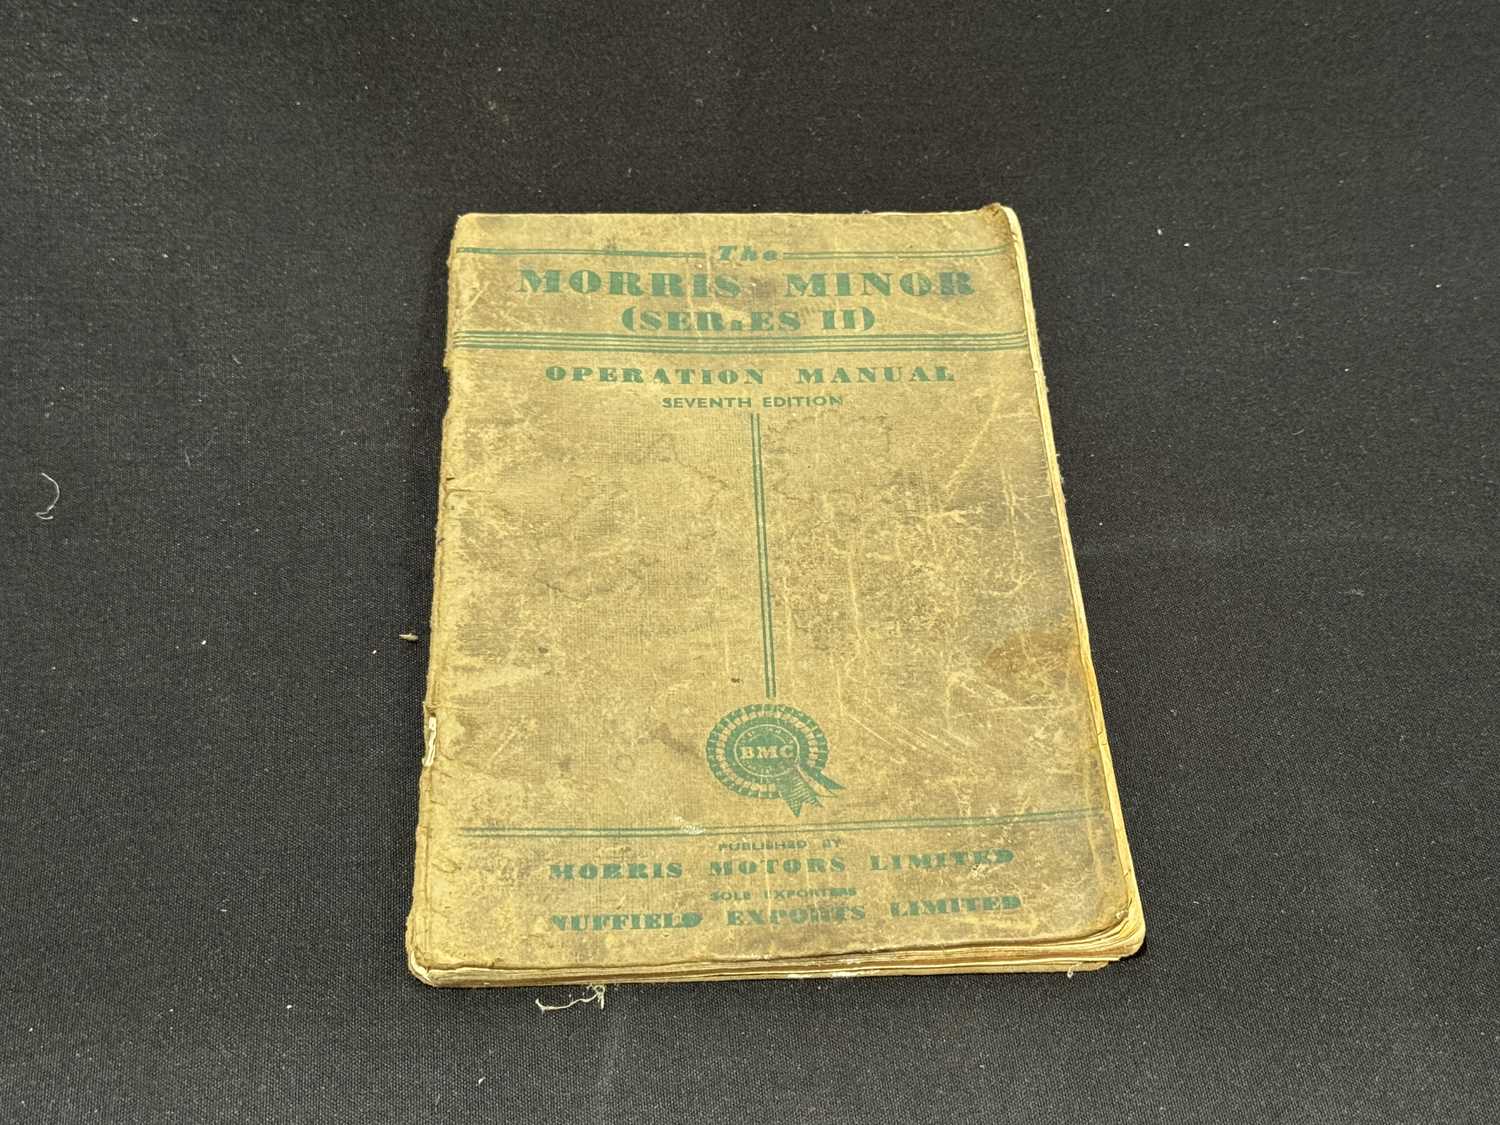 The
MORRIS MINOR
(SERIES II)
OPERATION MANUAL
SEVENTH EDITION
BMC
PUBLISHED BY
MORRIS MOTORS LIMITED
SOLE EXPORTERS
NUFFIELD EXPORTS LIMITED